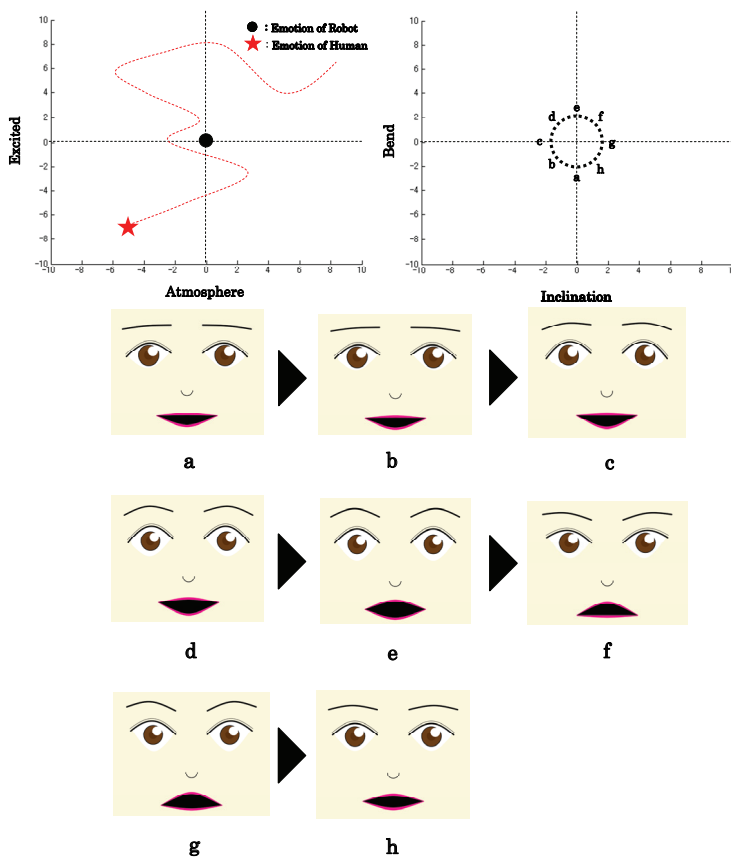 : Emotion of Robot
: Emotion of Human
Excited
10
8
6
4
2
0
−2
−4
−6
−8
−10
−10 −8 −6 −4 −2 0 2 4 6 8 10
Atmosphere
Bend
10
8
6
4
2
0
−2
−4
−6
−8
−10
e
d f
c g
b h
a
−10 −8 −6 −4 −2 0 2 4 6 8 10
Inclination
a b c
d e f
g h